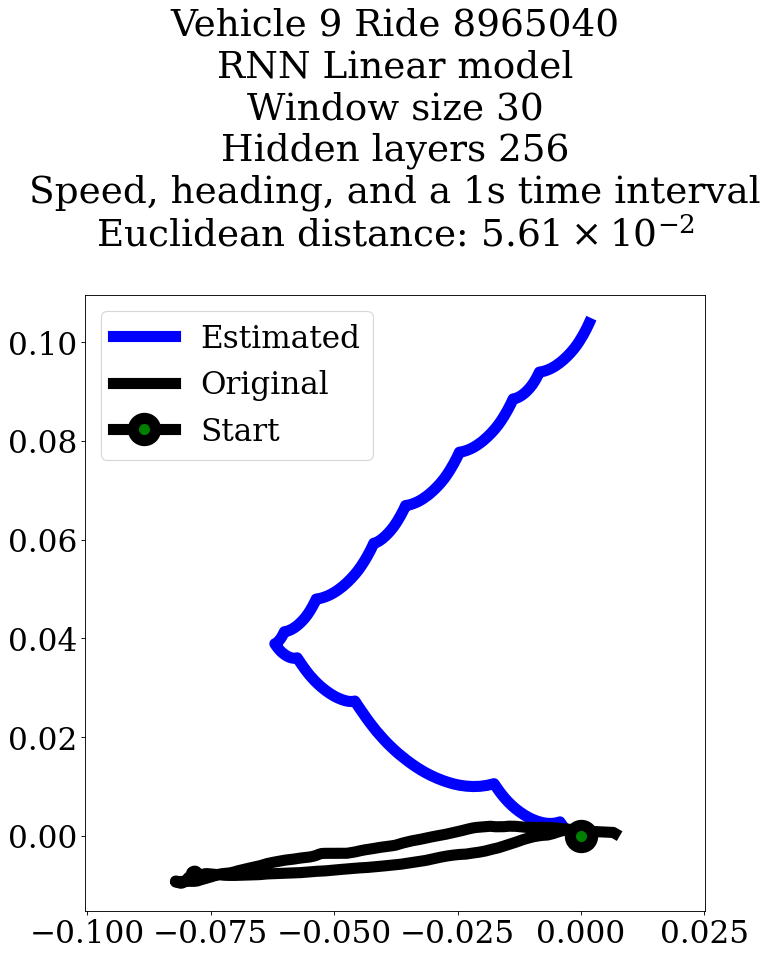 Vehicle 9 Ride 8965040
RNN Linear model
Window size 30
Hidden layers 256
Speed, heading, and a 1s time interval
Euclidean distance: 5.61 × 10⁻²
Estimated
Original
Start
0.10
0.08
0.06
0.04
0.02
0.00
−0.100 −0.075 −0.050 −0.025 0.000 0.025